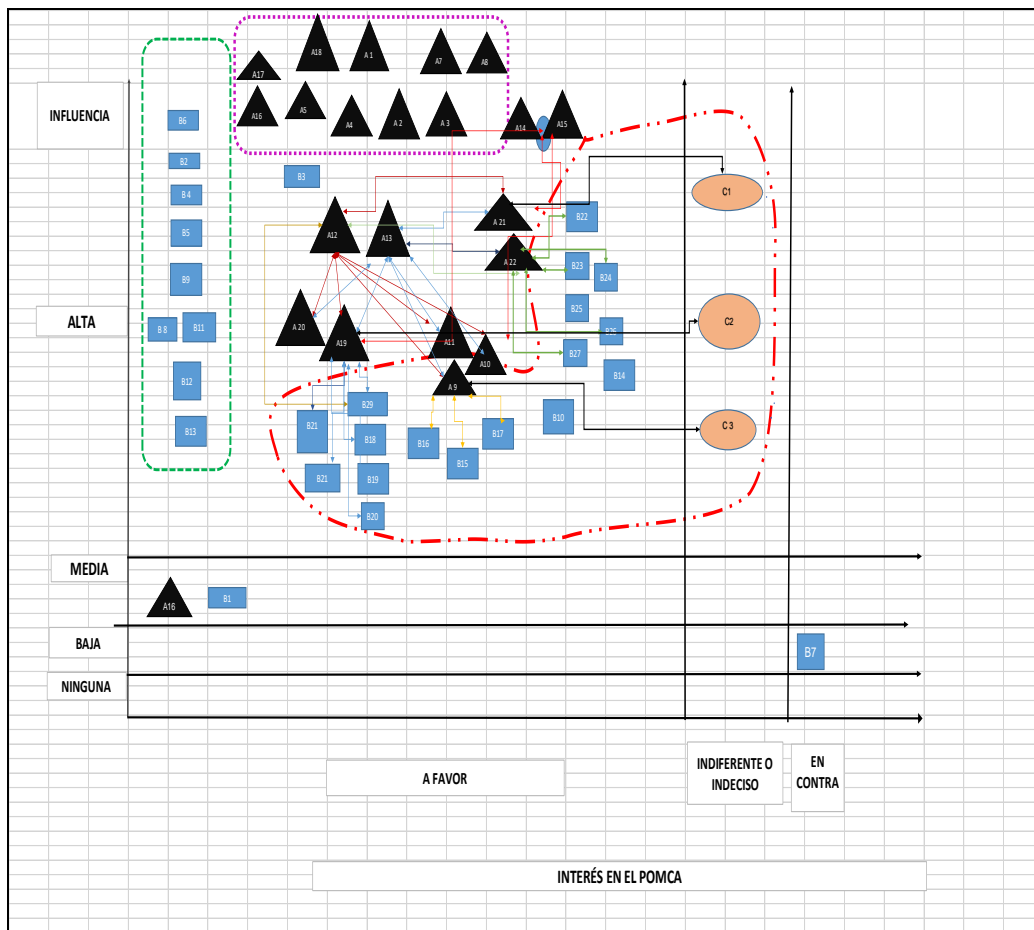 A18
A 1
A7
A8
A17
INFLUENCIA
A16
A5
A4
A 2
A 3
A14
A15
B6
B2
B3
B 4
C1
B5
A12
A13
A 21
B22
A 22
B9
B23
B24
B25
ALTA
B 8
B11
A 20
A19
A11
A10
B26
C2
B27
B12
A 9
B14
B29
B13
B21
B18
B16
B17
B10
C 3
B15
B21
B19
B20
MEDIA
A16
B1
BAJA
B7
NINGUNA
A FAVOR
INDIFERENTE O
INDECISO
EN
CONTRA
INTERÉS EN EL POMCA